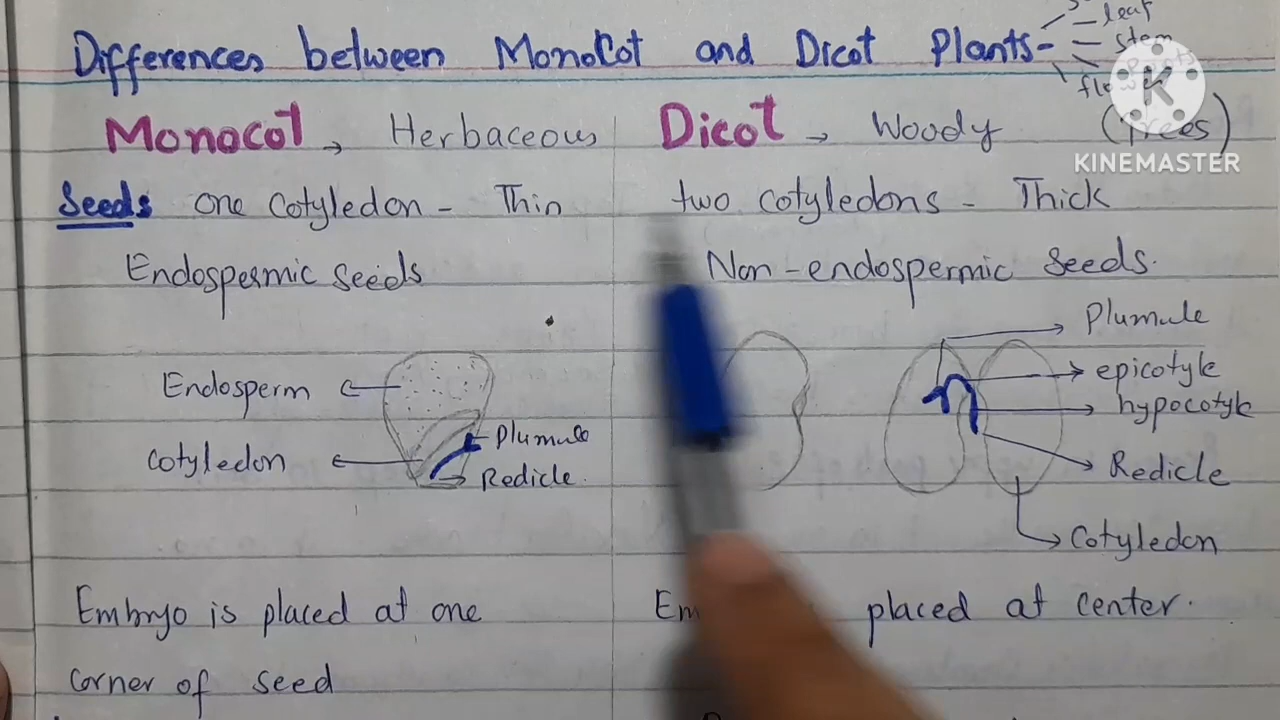 Differences between Monocot and Dicot Plants-
leaf
stem
Monocot → Herbaceous
Dicot → Woody (Trees)
KINEMASTER
Seeds one Cotyledon - Thin
two cotyledons - Thick
Endospermic Seeds
Non-endospermic Seeds.
Plumule
Endosperm
epicotyle
hypocotyle
Cotyledon
Plumule
Redicle
Redicle.
Cotyledon
Embryo is placed at one
placed at center.
corner of seed